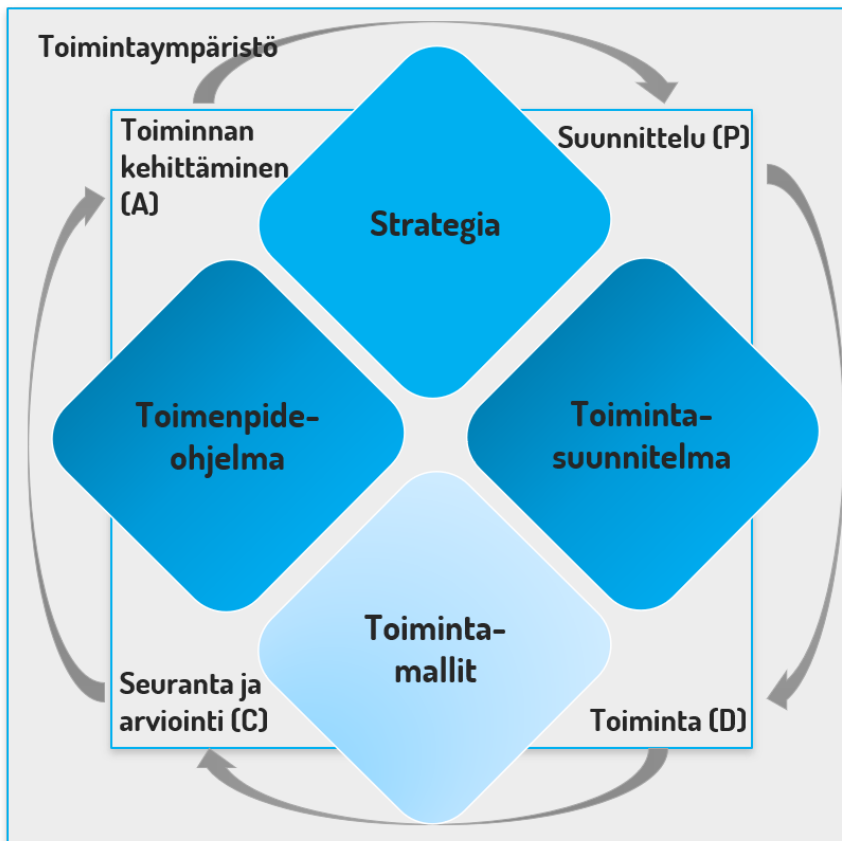 Toimintaympäristö
Toiminnan
kehittäminen
(A)
Suunnittelu (P)
Strategia
Toimenpide-
ohjelma
Toiminta-
suunnitelma
Toiminta-
mallit
Seuranta ja
arviointi (C)
Toiminta (D)